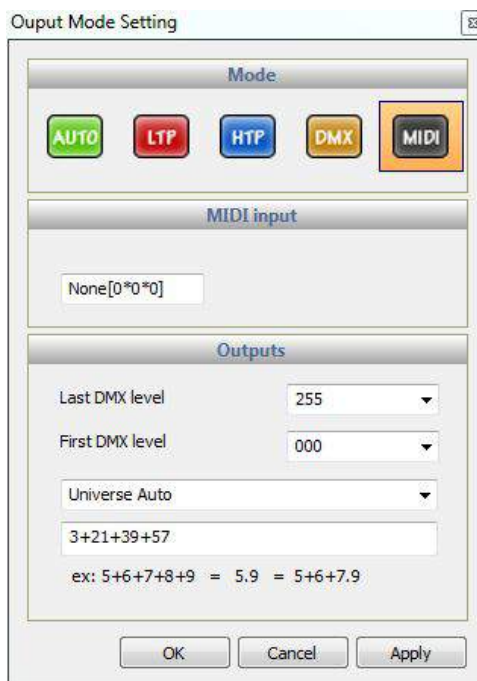 Ouput Mode Setting
Mode
AUTO LTP HTP DMX MIDI
MIDI input
None[0*0*0]
Outputs
Last DMX level 255
First DMX level 000
Universe Auto
3+21+39+57
ex: 5+6+7+8+9 = 5.9 = 5+6+7.9
OK Cancel Apply